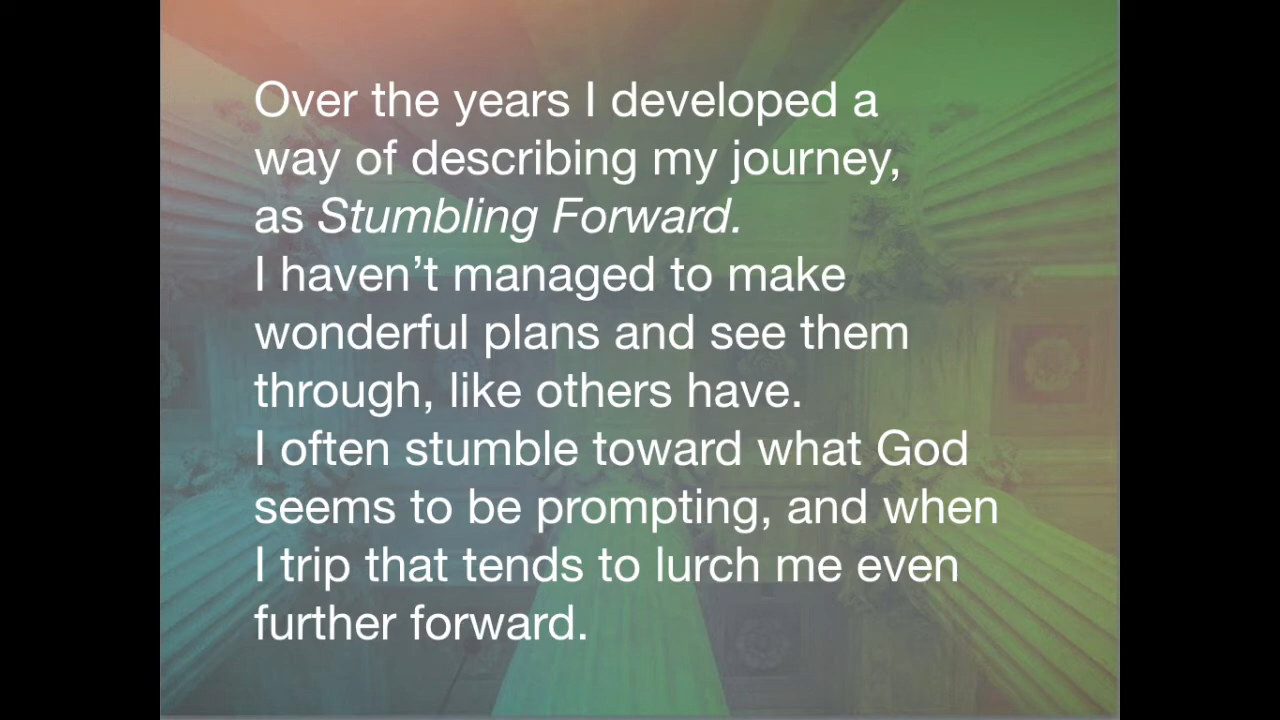 Over the years I developed a
way of describing my journey,
as Stumbling Forward.
I haven’t managed to make
wonderful plans and see them
through, like others have.
I often stumble toward what God
seems to be prompting, and when
I trip that tends to lurch me even
further forward.